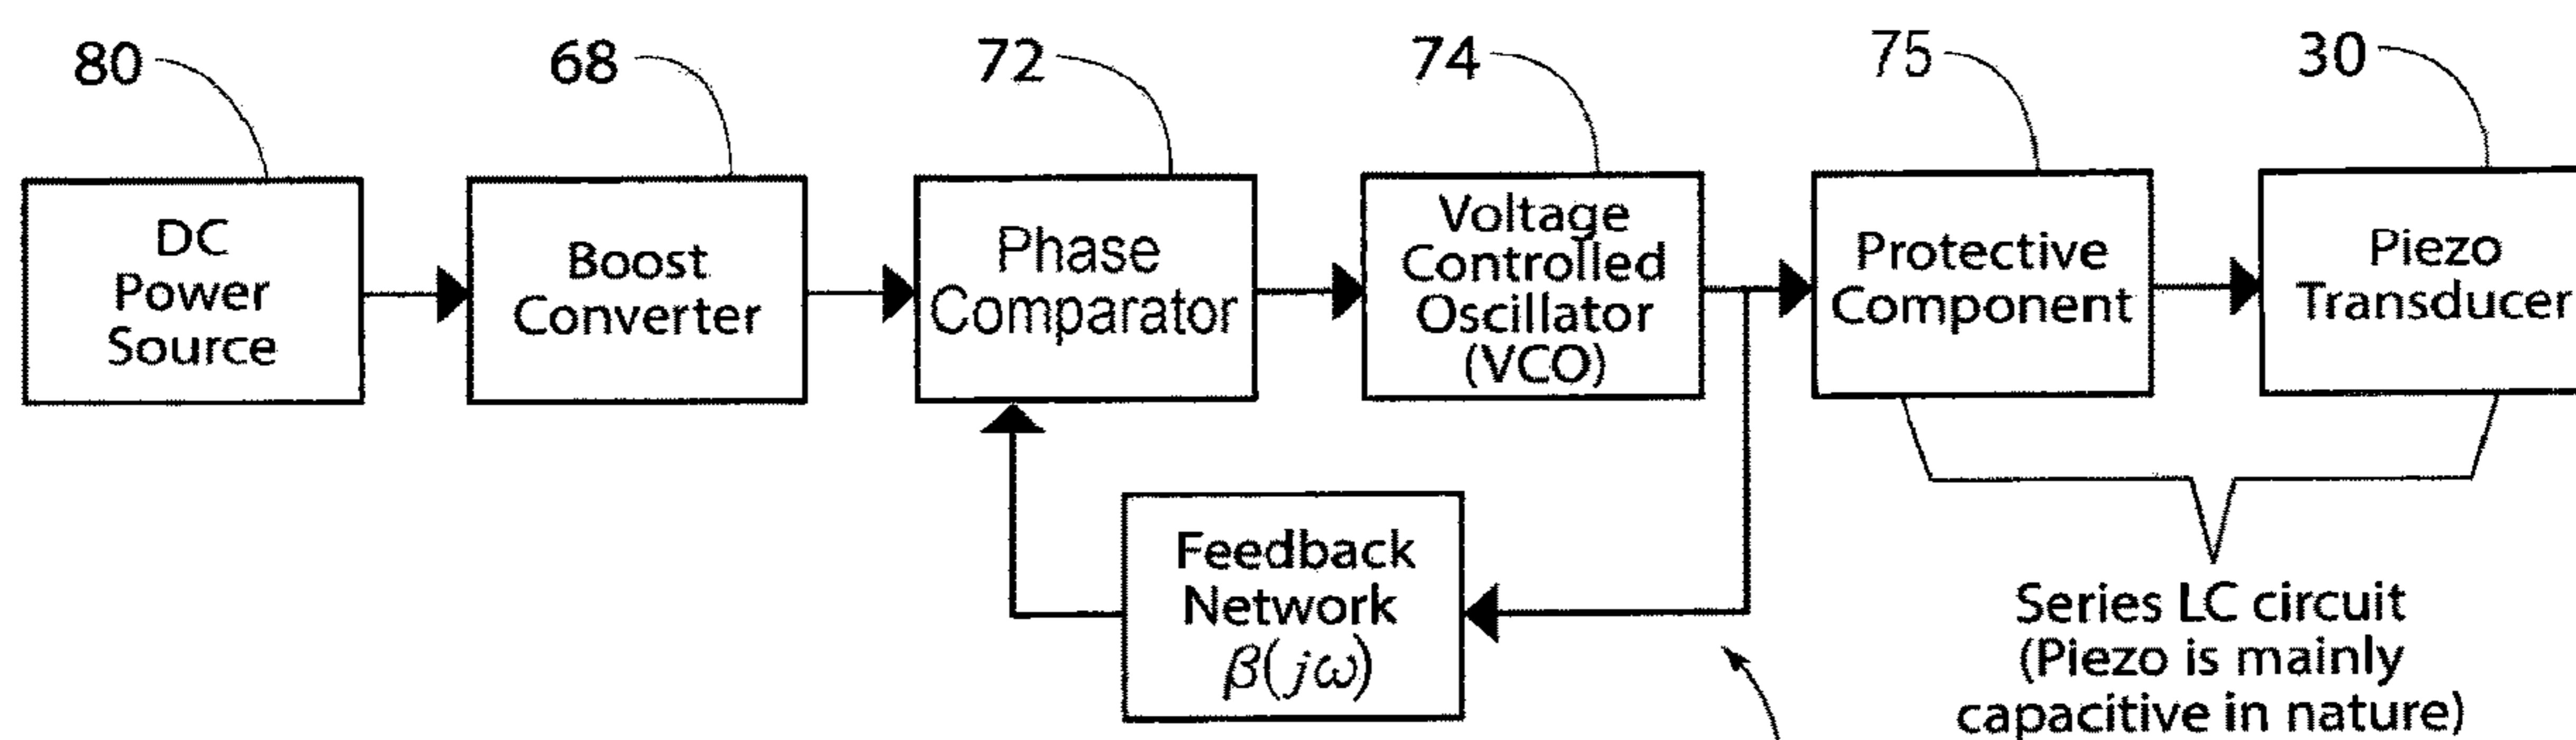 80
68
72
74
75
30
DC
Power
Source
Boost
Converter
Phase
Comparator
Voltage
Controlled
Oscillator
(VCO)
Protective
Component
Piezo
Transducer
Feedback
Network
β(jω)
Series LC circuit
(Piezo is mainly
capacitive in nature)